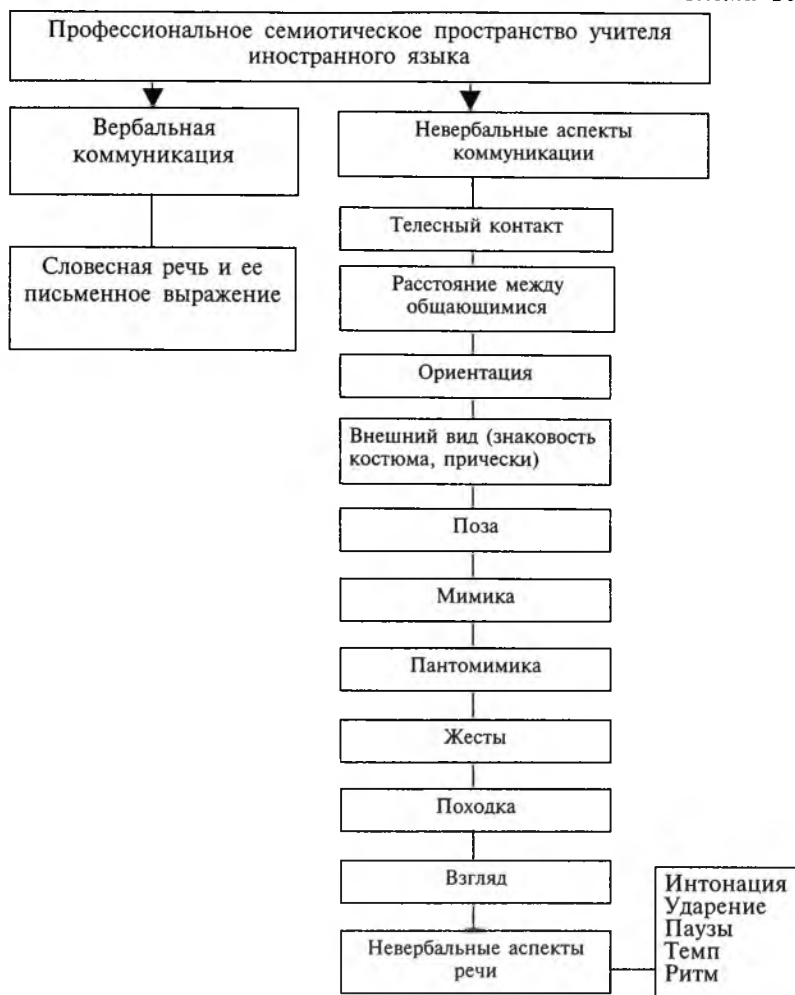 Профессиональное семиотическое пространство учителя
иностранного языка
Вербальная
коммуникация
Словесная речь и ее
письменное выражение
Невербальные аспекты
коммуникации
Телесный контакт
Расстояние между
общающимися
Ориентация
Внешний вид (знаковость
костюма, прически)
Поза
Мимика
Пантомимика
Жесты
Походка
Взгляд
Невербальные аспекты
речи
Интонация
Ударение
Паузы
Темп
Ритм